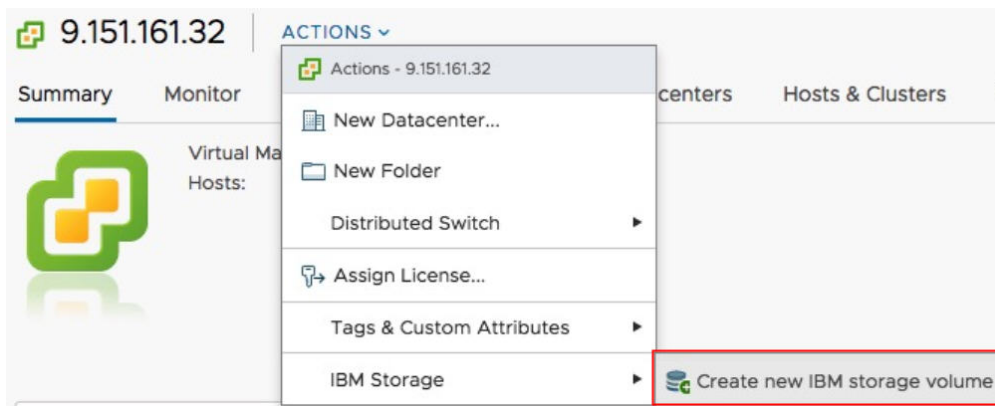 9.151.161.32 ACTIONS
Actions - 9.151.161.32
Summary Monitor centers Hosts & Clusters
New Datacenter...
Virtual Ma
New Folder
Hosts:
Distributed Switch
Assign License...
Tags & Custom Attributes
IBM Storage Create new IBM storage volume